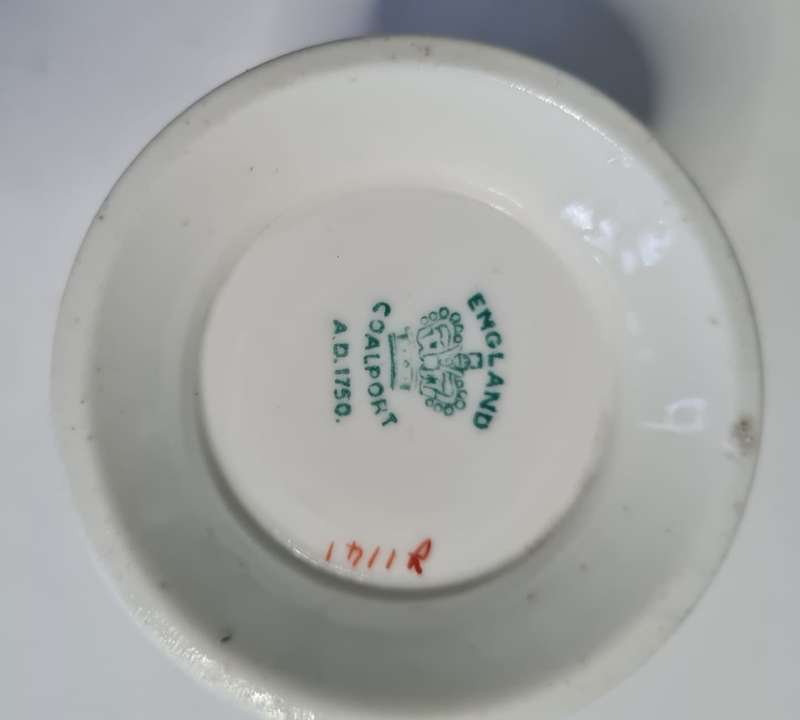 ENGLAND
COALPORT
A.D. 1750.
1141